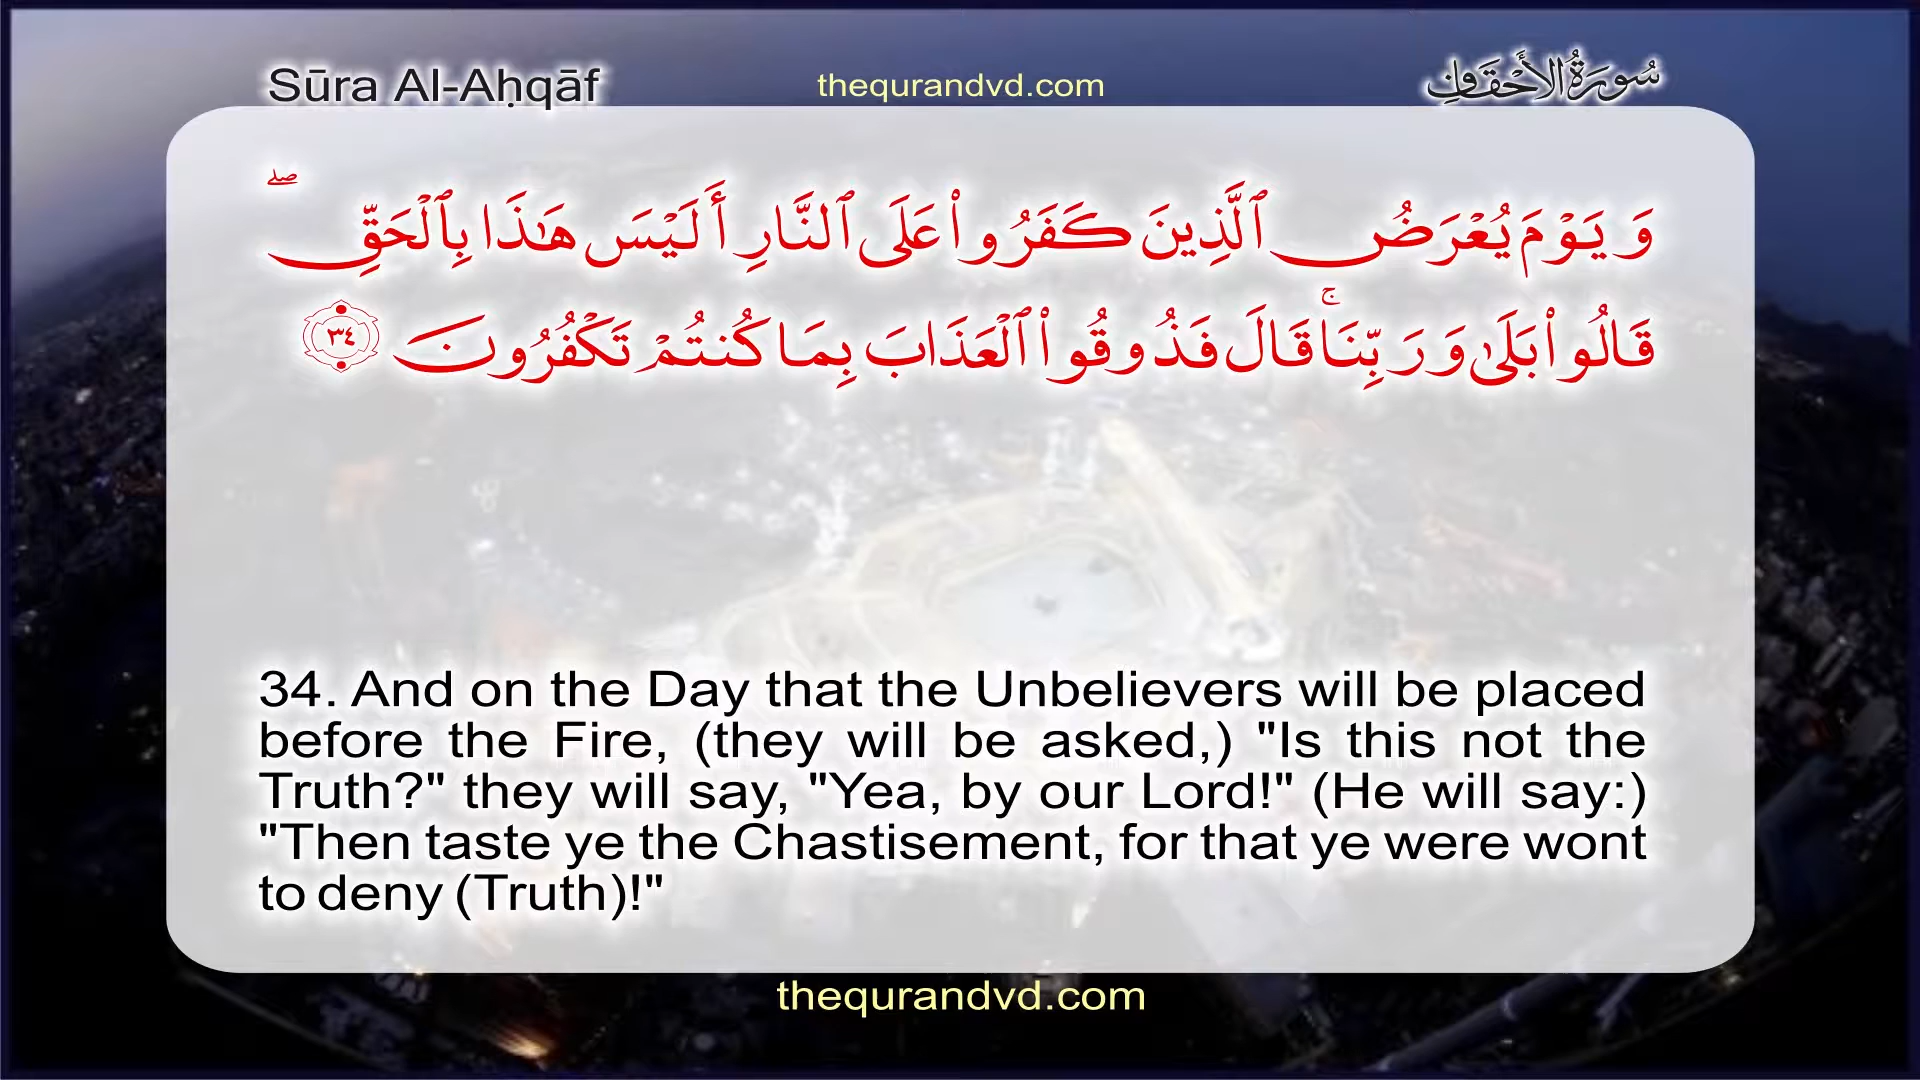 Sūra Al-Aḥqāf
thequrandvd.com
سُورَةُ الأَحْقَافِ
وَيَوْمَ يُعْرَضُ ٱلَّذِينَ كَفَرُوا۟ عَلَى ٱلنَّارِ أَلَيْسَ هَـٰذَا بِٱلْحَقِّ ۖ
قَالُوا۟ بَلَىٰ وَرَبِّنَا ۚ قَالَ فَذُوقُوا۟ ٱلْعَذَابَ بِمَا كُنتُمْ تَكْفُرُونَ ٣٤
34. And on the Day that the Unbelievers will be placed
before the Fire, (they will be asked,) "Is this not the
Truth?" they will say, "Yea, by our Lord!" (He will say:)
"Then taste ye the Chastisement, for that ye were wont
to deny (Truth)!"
thequrandvd.com